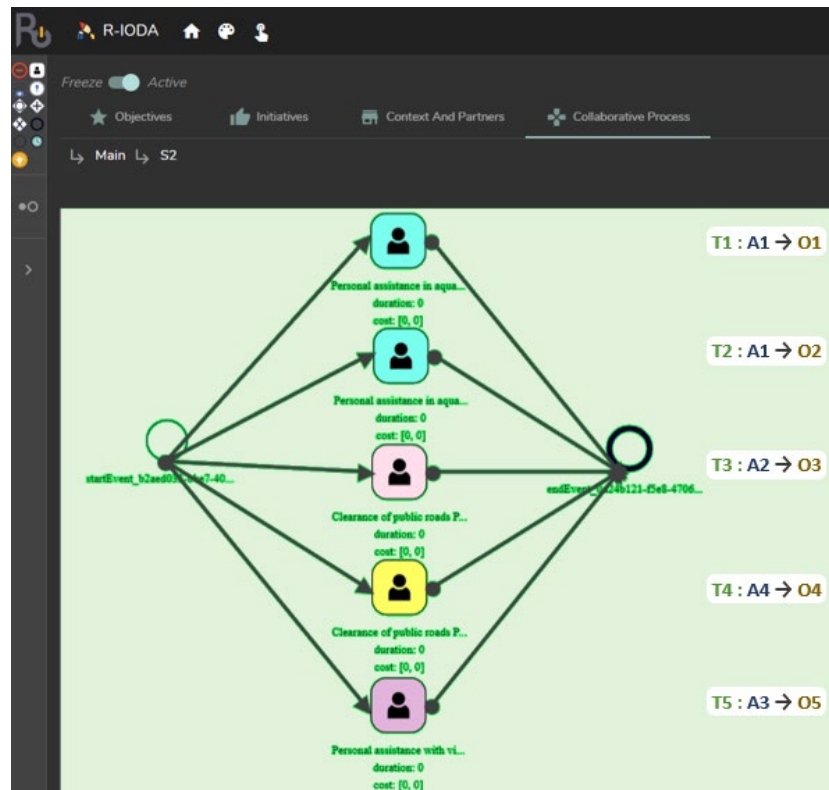 R-IODA
Freeze Active
Objectives Initiatives Context And Partners Collaborative Process
Main S2
T1 : A1 → O1
Personal assistance in aqua...
duration: 0
cost: [0, 0]
T2 : A1 → O2
Personal assistance in aqua...
duration: 0
cost: [0, 0]
T3 : A2 → O3
Clearance of public roads P...
duration: 0
cost: [0, 0]
T4 : A4 → O4
Clearance of public roads P...
duration: 0
cost: [0, 0]
T5 : A3 → O5
Personal assistance with vi...
duration: 0
cost: [0, 0]